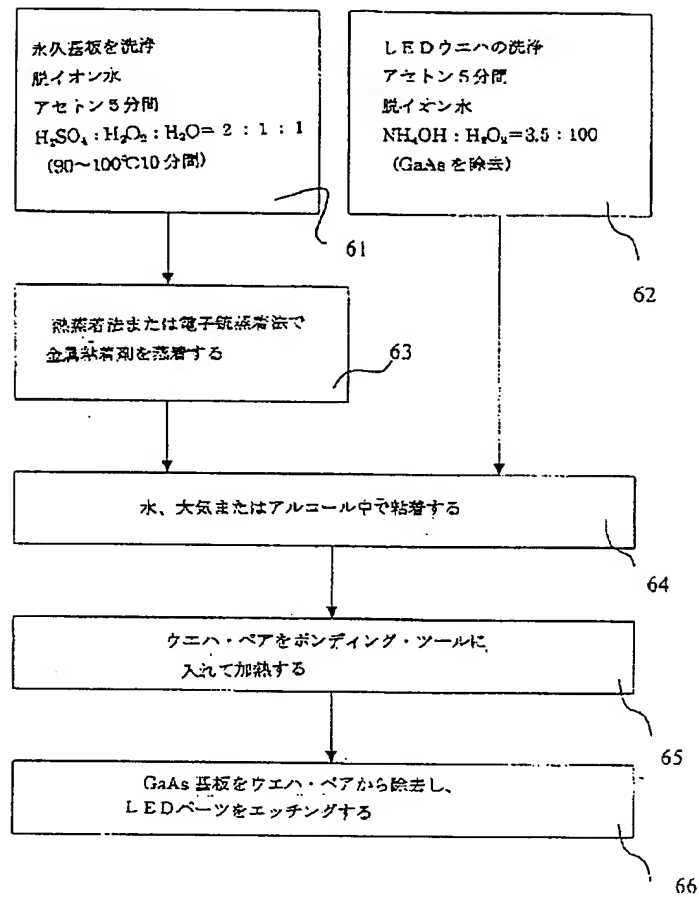 永久基板を洗浄
脱イオン水
アセトン5分間
H₂SO₄:H₂O₂:H₂O=2:1:1
(90～100℃10分間)
61
LEDウエハの洗浄
アセトン5分間
脱イオン水
NH₄OH:H₂O₂=3.5:100
(GaAsを除去)
62
熱蒸着法または電子銃蒸着法で
金属粘着剤を蒸着する
63
水、大気またはアルコール中で粘着する
64
ウエハ・ペアをボンディング・ツールに
入れて加熱する
65
GaAs基板をウエハ・ペアから除去し、
LEDパーツをエッチングする
66